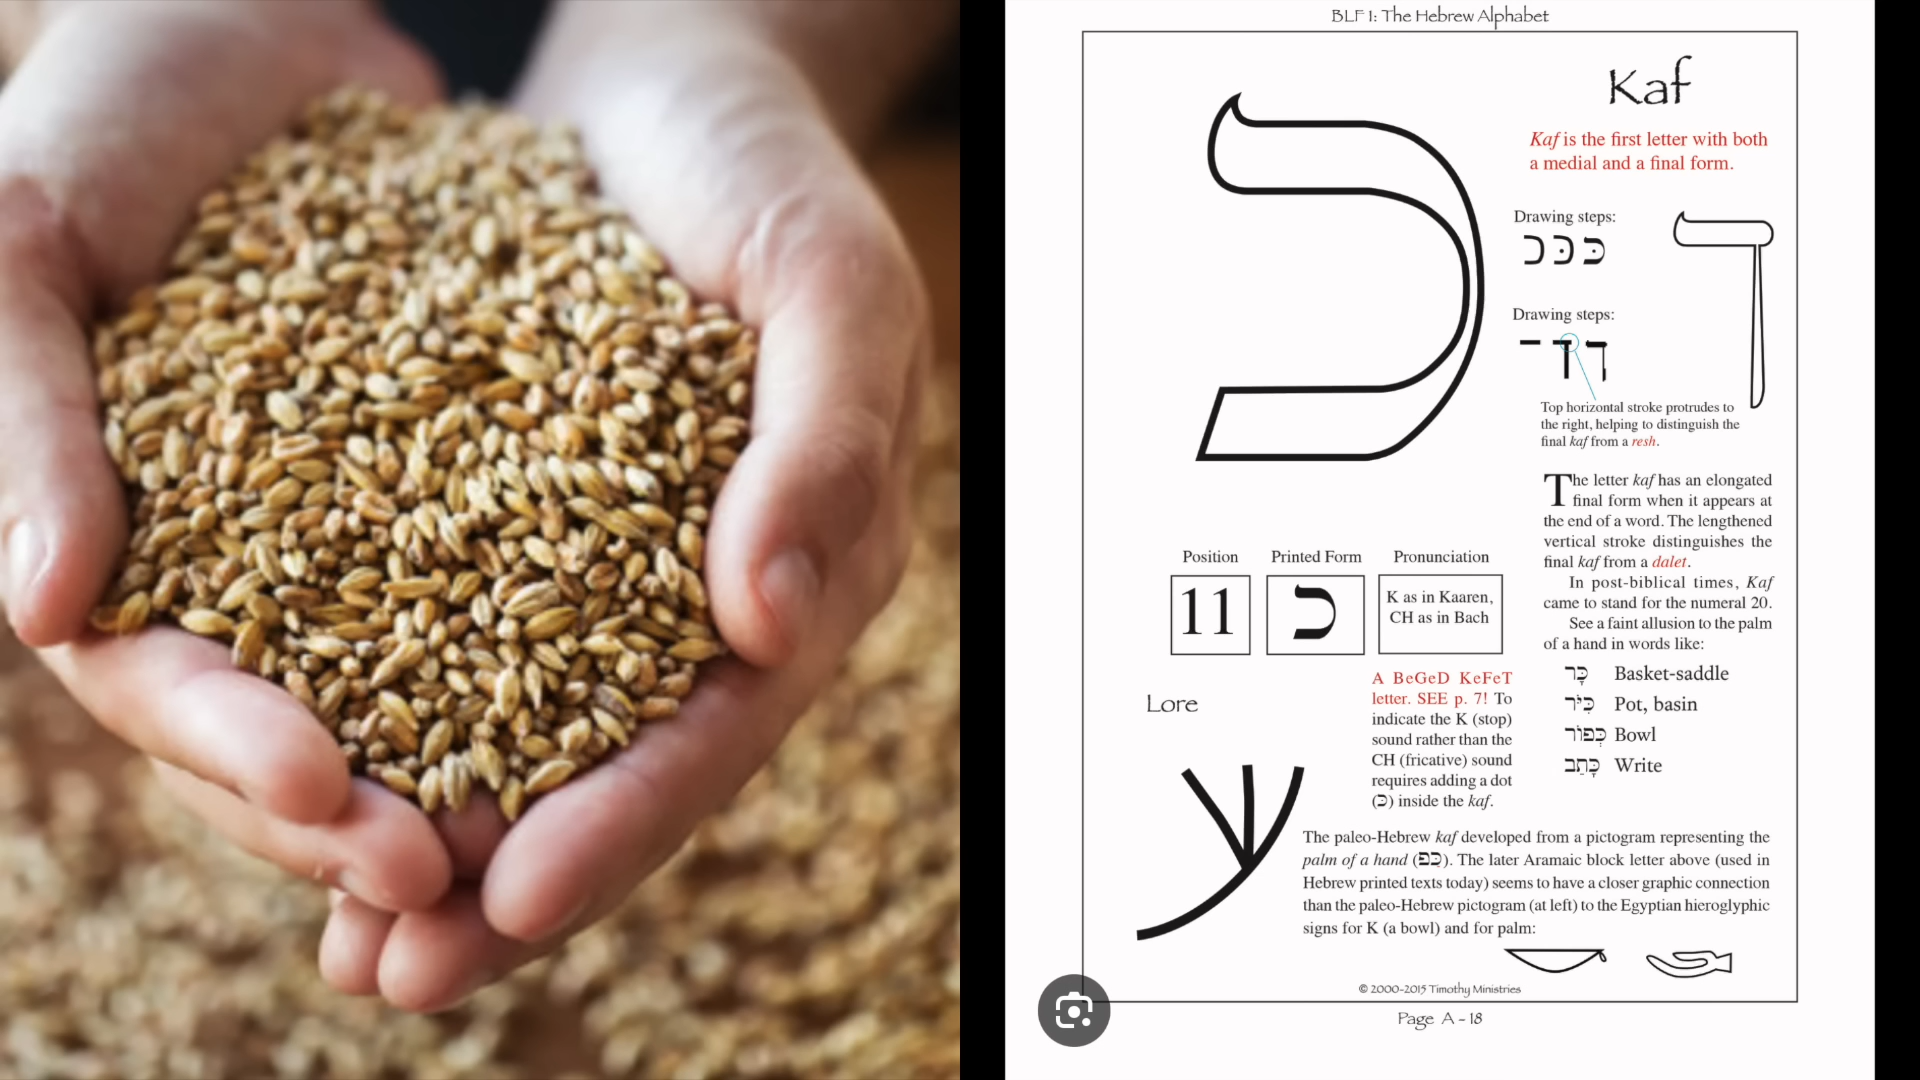 BLF 1: The Hebrew Alphabet
Kaf
Kaf is the first letter with both
a medial and a final form.
Drawing steps:
כ כּ כּ
Drawing steps:
Top horizontal stroke protrudes to
the right, helping to distinguish the
final kaf from a resh.
The letter kaf has an elongated
final form when it appears at
the end of a word. The lengthened
vertical stroke distinguishes the
final kaf from a dalet.
In post-biblical times, Kaf
came to stand for the numeral 20.
See a faint allusion to the palm
of a hand in words like:
כָּר Basket-saddle
כִּיּר Pot, basin
כְּפוֹר Bowl
כָּתַב Write
Position
Printed Form
Pronunciation
11
כ
K as in Kaaren,
CH as in Bach
A BeGeD KeFeT
letter. SEE p. 7! To
indicate the K (stop)
sound rather than the
CH (fricative) sound
requires adding a dot
(כּ) inside the kaf.
Lore
The paleo-Hebrew kaf developed from a pictogram representing the
palm of a hand (כַּפ). The later Aramaic block letter above (used in
Hebrew printed texts today) seems to have a closer graphic connection
than the paleo-Hebrew pictogram (at left) to the Egyptian hieroglyphic
signs for K (a bowl) and for palm:
© 2000-2015 Timothy Ministries
Page A - 18